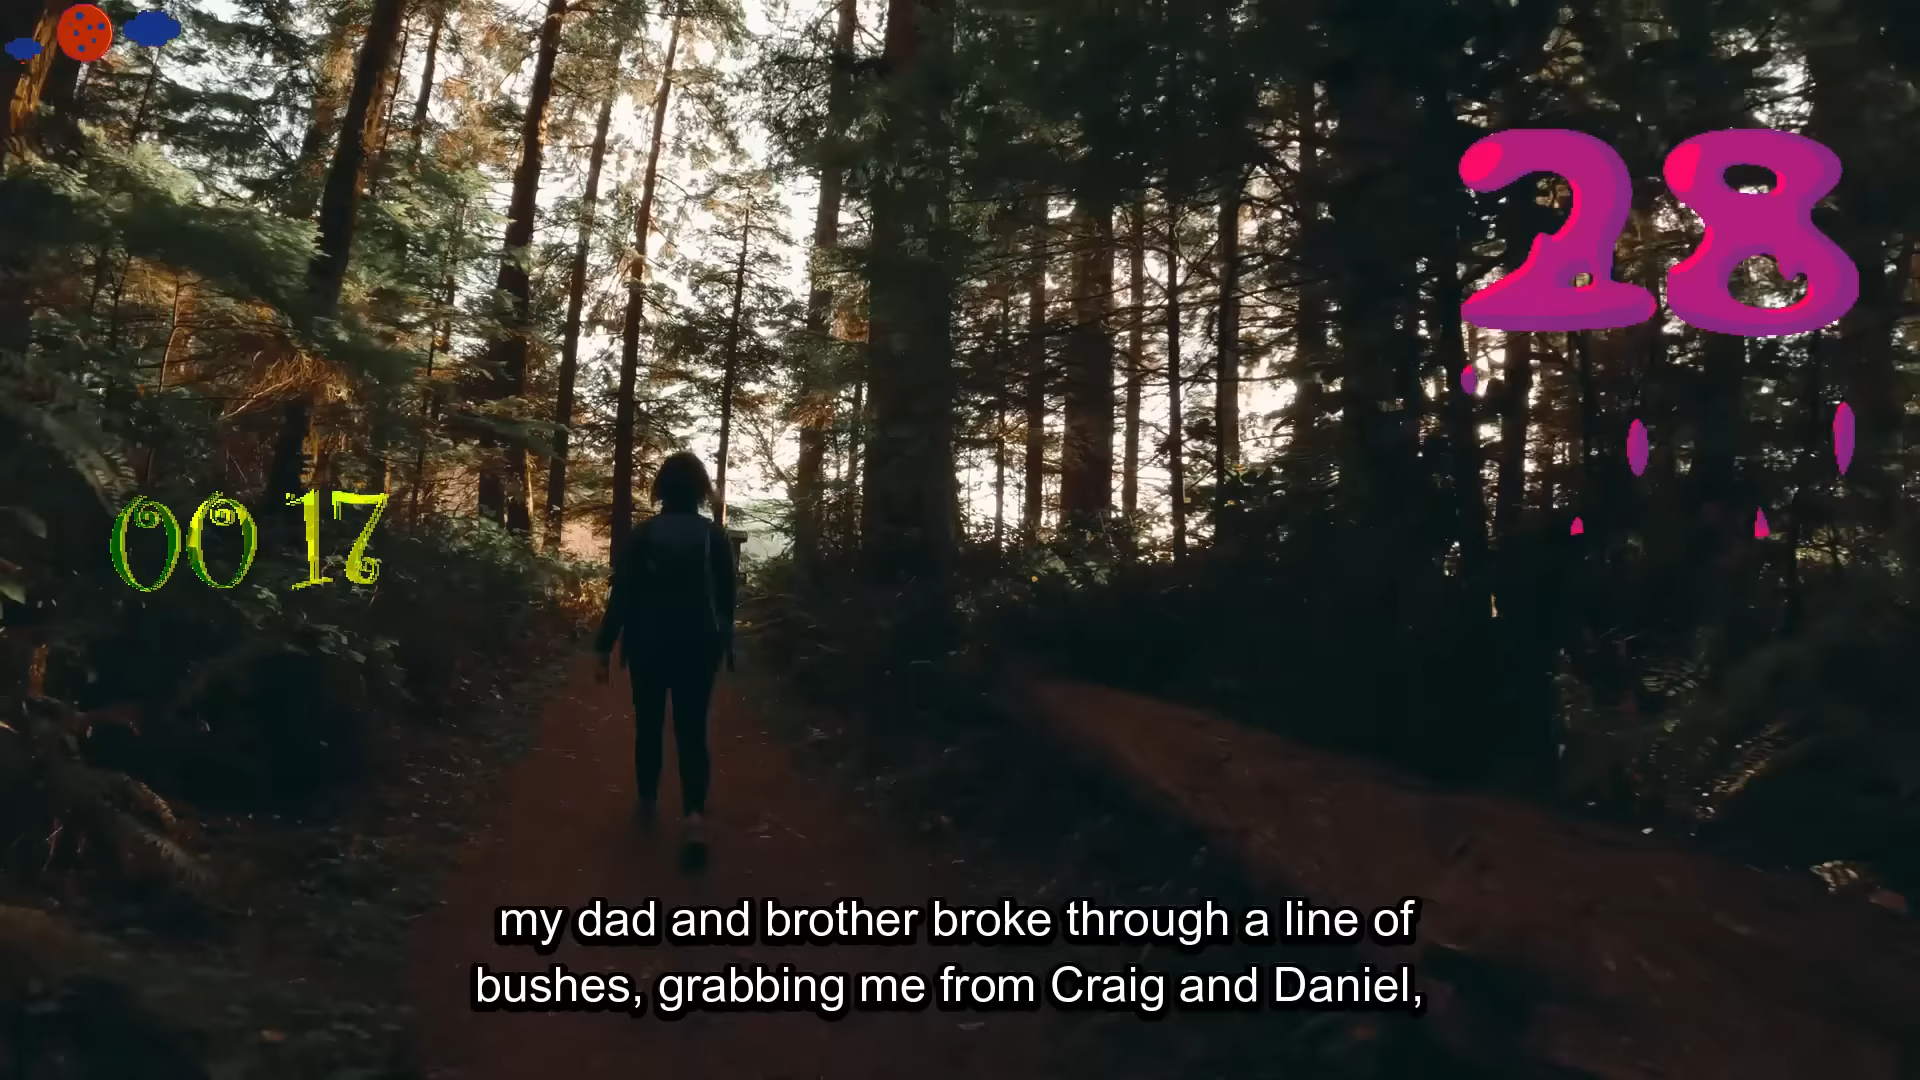 28
00 17
my dad and brother broke through a line of
bushes, grabbing me from Craig and Daniel,